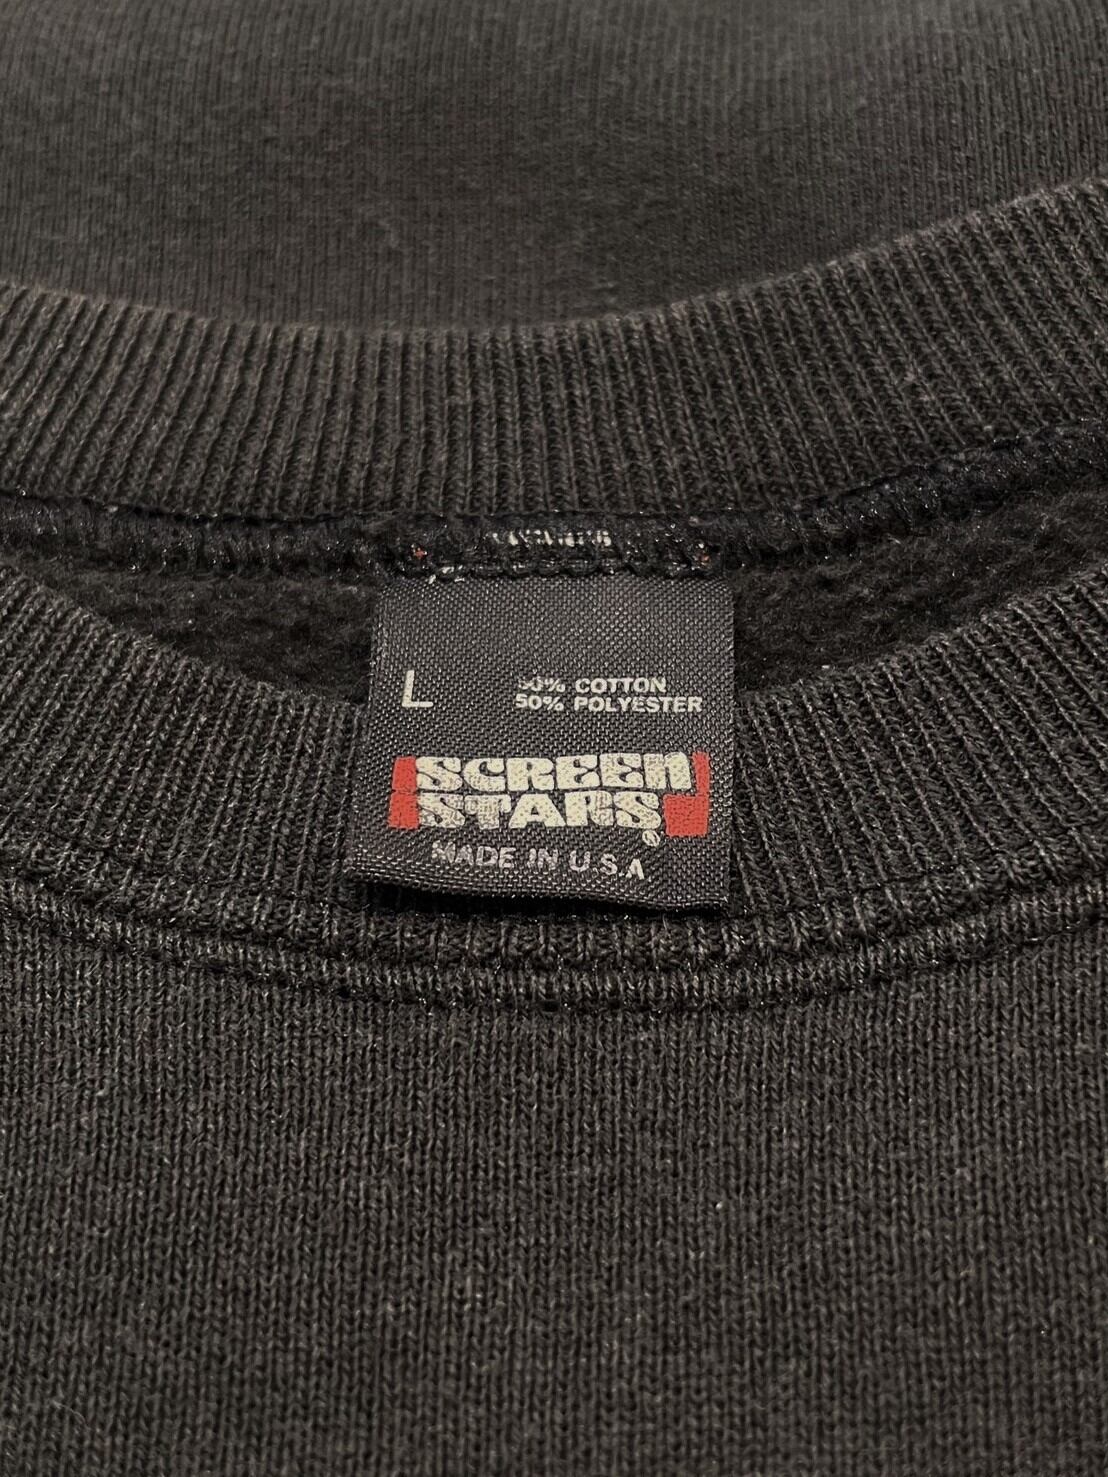 L
50% COTTON
50% POLYESTER
SCREEN
STARS®
MADE IN U.S.A